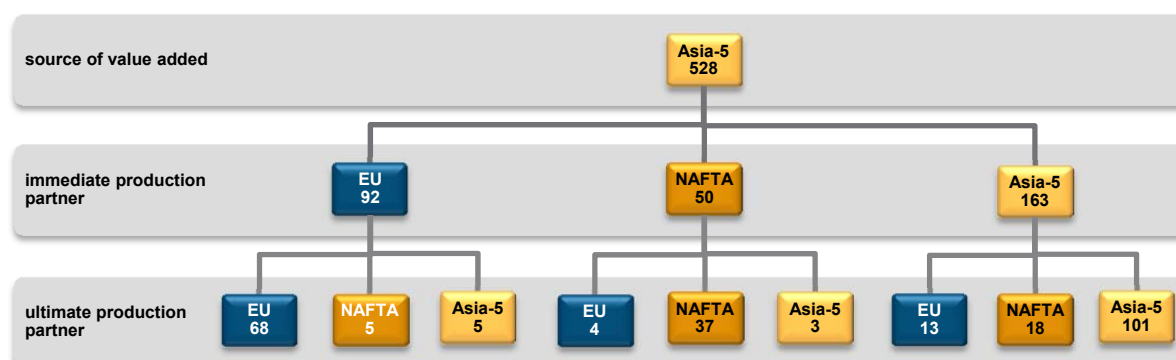 source of value added
Asia-5
528
immediate production
partner
EU
92
NAFTA
50
Asia-5
163
ultimate production
partner
EU
68
NAFTA
5
Asia-5
5
EU
4
NAFTA
37
Asia-5
3
EU
13
NAFTA
18
Asia-5
101